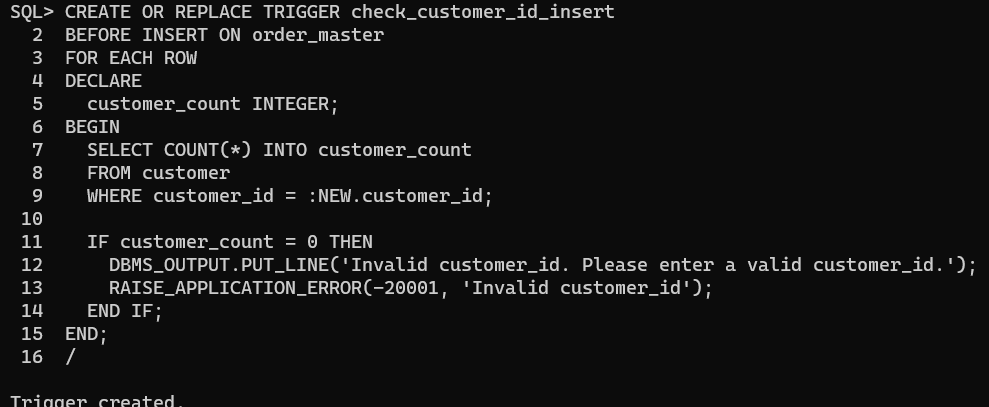 SQL> CREATE OR REPLACE TRIGGER check_customer_id_insert
  2  BEFORE INSERT ON order_master
  3  FOR EACH ROW
  4  DECLARE
  5    customer_count INTEGER;
  6  BEGIN
  7    SELECT COUNT(*) INTO customer_count
  8    FROM customer
  9    WHERE customer_id = :NEW.customer_id;
 10
 11    IF customer_count = 0 THEN
 12      DBMS_OUTPUT.PUT_LINE('Invalid customer_id. Please enter a valid customer_id.');
 13      RAISE_APPLICATION_ERROR(-20001, 'Invalid customer_id');
 14    END IF;
 15  END;
 16  /
Trigger created.